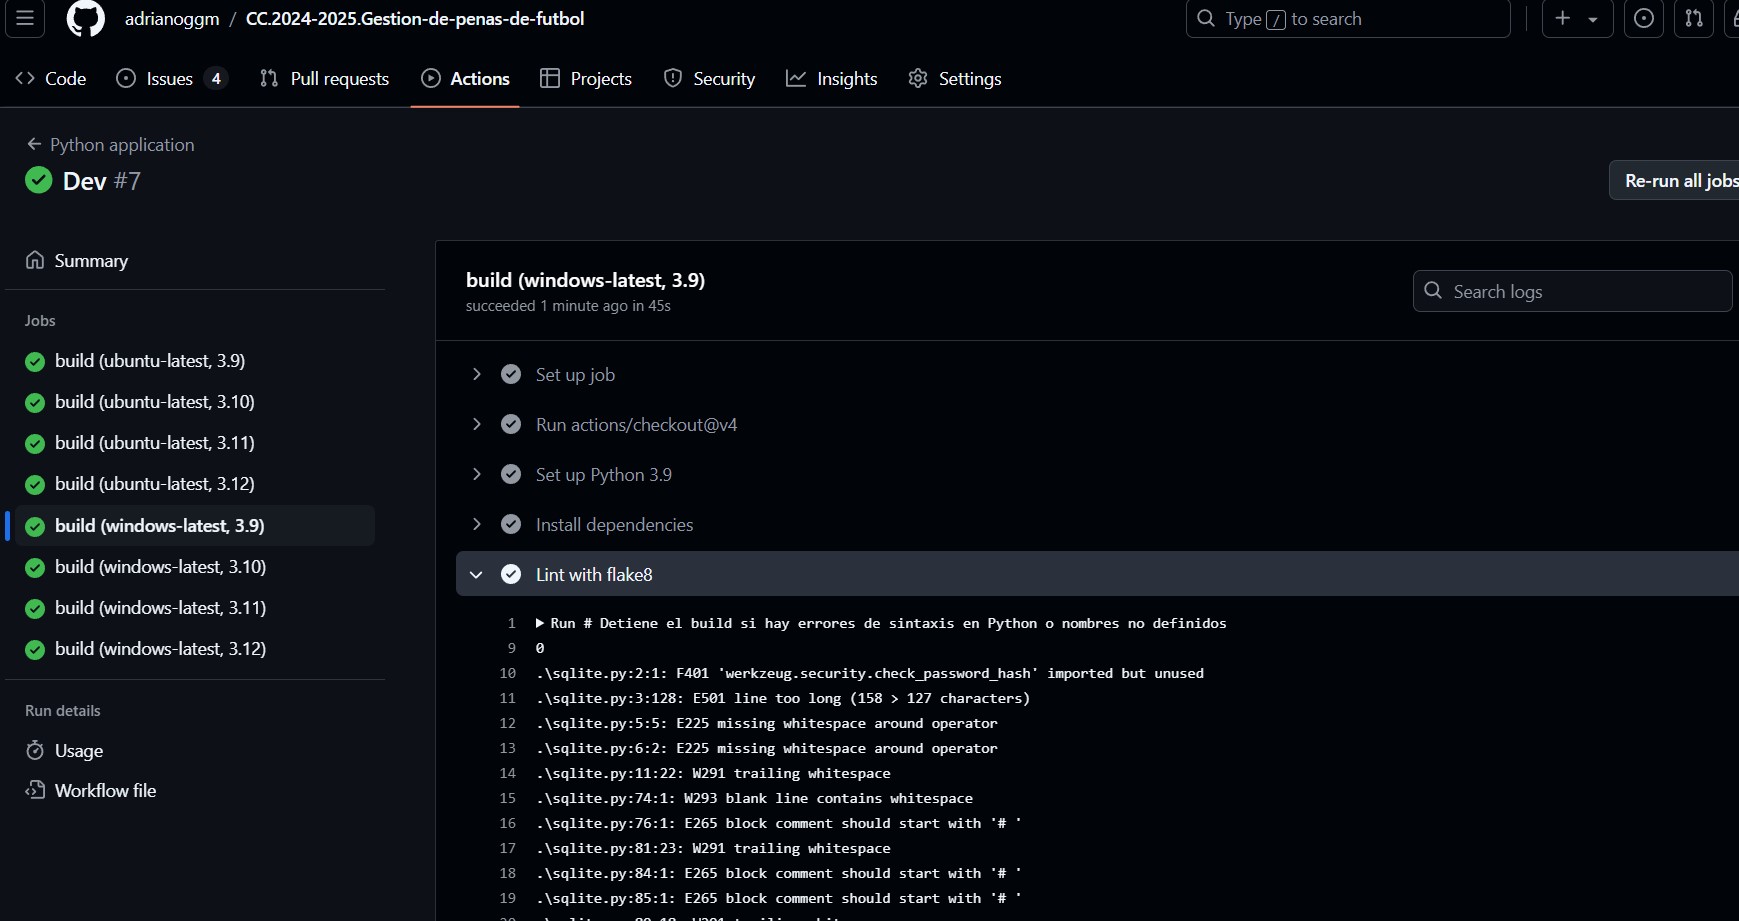 adrianoggm / CC.2024-2025.Gestion-de-penas-de-futbol
Type / to search
Code
Issues 4
Pull requests
Actions
Projects
Security
Insights
Settings
Python application
Dev #7
Re-run all jobs
Summary
Jobs
build (ubuntu-latest, 3.9)
build (ubuntu-latest, 3.10)
build (ubuntu-latest, 3.11)
build (ubuntu-latest, 3.12)
build (windows-latest, 3.9)
build (windows-latest, 3.10)
build (windows-latest, 3.11)
build (windows-latest, 3.12)
Run details
Usage
Workflow file
build (windows-latest, 3.9)
succeeded 1 minute ago in 45s
Search logs
Set up job
Run actions/checkout@v4
Set up Python 3.9
Install dependencies
Lint with flake8
1 Run # Detiene el build si hay errores de sintaxis en Python o nombres no definidos
9 0
10 .\sqlite.py:2:1: F401 'werkzeug.security.check_password_hash' imported but unused
11 .\sqlite.py:3:128: E501 line too long (158 > 127 characters)
12 .\sqlite.py:5:5: E225 missing whitespace around operator
13 .\sqlite.py:6:2: E225 missing whitespace around operator
14 .\sqlite.py:11:22: W291 trailing whitespace
15 .\sqlite.py:74:1: W293 blank line contains whitespace
16 .\sqlite.py:76:1: E265 block comment should start with '# '
17 .\sqlite.py:81:23: W291 trailing whitespace
18 .\sqlite.py:84:1: E265 block comment should start with '# '
19 .\sqlite.py:85:1: E265 block comment should start with '# '